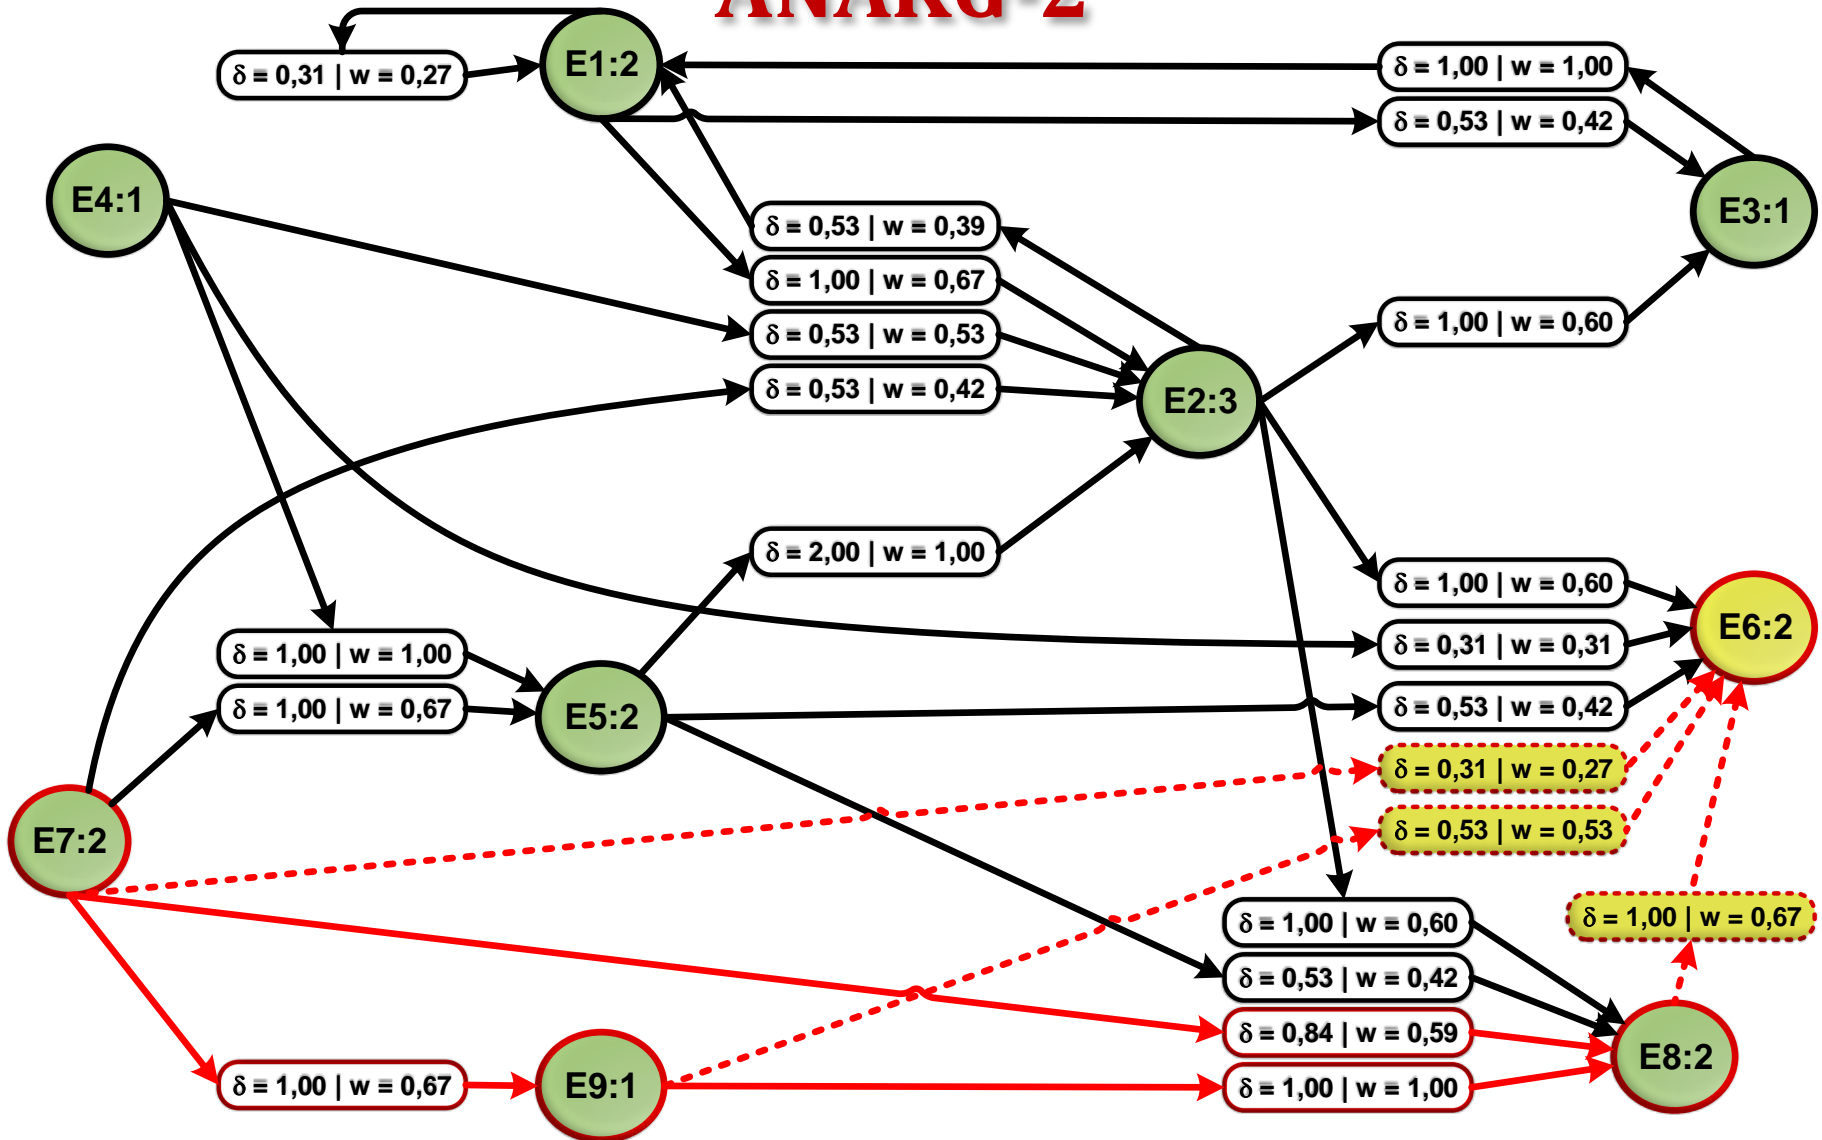 ANAKG-2
E1:2
δ = 0,31 | w = 0,27
δ = 1,00 | w = 1,00
δ = 0,53 | w = 0,42
E4:1
E3:1
δ = 0,53 | w = 0,39
δ = 1,00 | w = 0,67
δ = 0,53 | w = 0,53
δ = 0,53 | w = 0,42
δ = 1,00 | w = 0,60
E2:3
δ = 2,00 | w = 1,00
δ = 1,00 | w = 0,60
δ = 0,31 | w = 0,31
δ = 0,53 | w = 0,42
E6:2
δ = 1,00 | w = 1,00
δ = 1,00 | w = 0,67
E5:2
δ = 0,31 | w = 0,27
δ = 0,53 | w = 0,53
E7:2
δ = 1,00 | w = 0,67
δ = 1,00 | w = 0,60
δ = 0,53 | w = 0,42
δ = 0,84 | w = 0,59
δ = 1,00 | w = 1,00
E8:2
δ = 1,00 | w = 0,67
E9:1